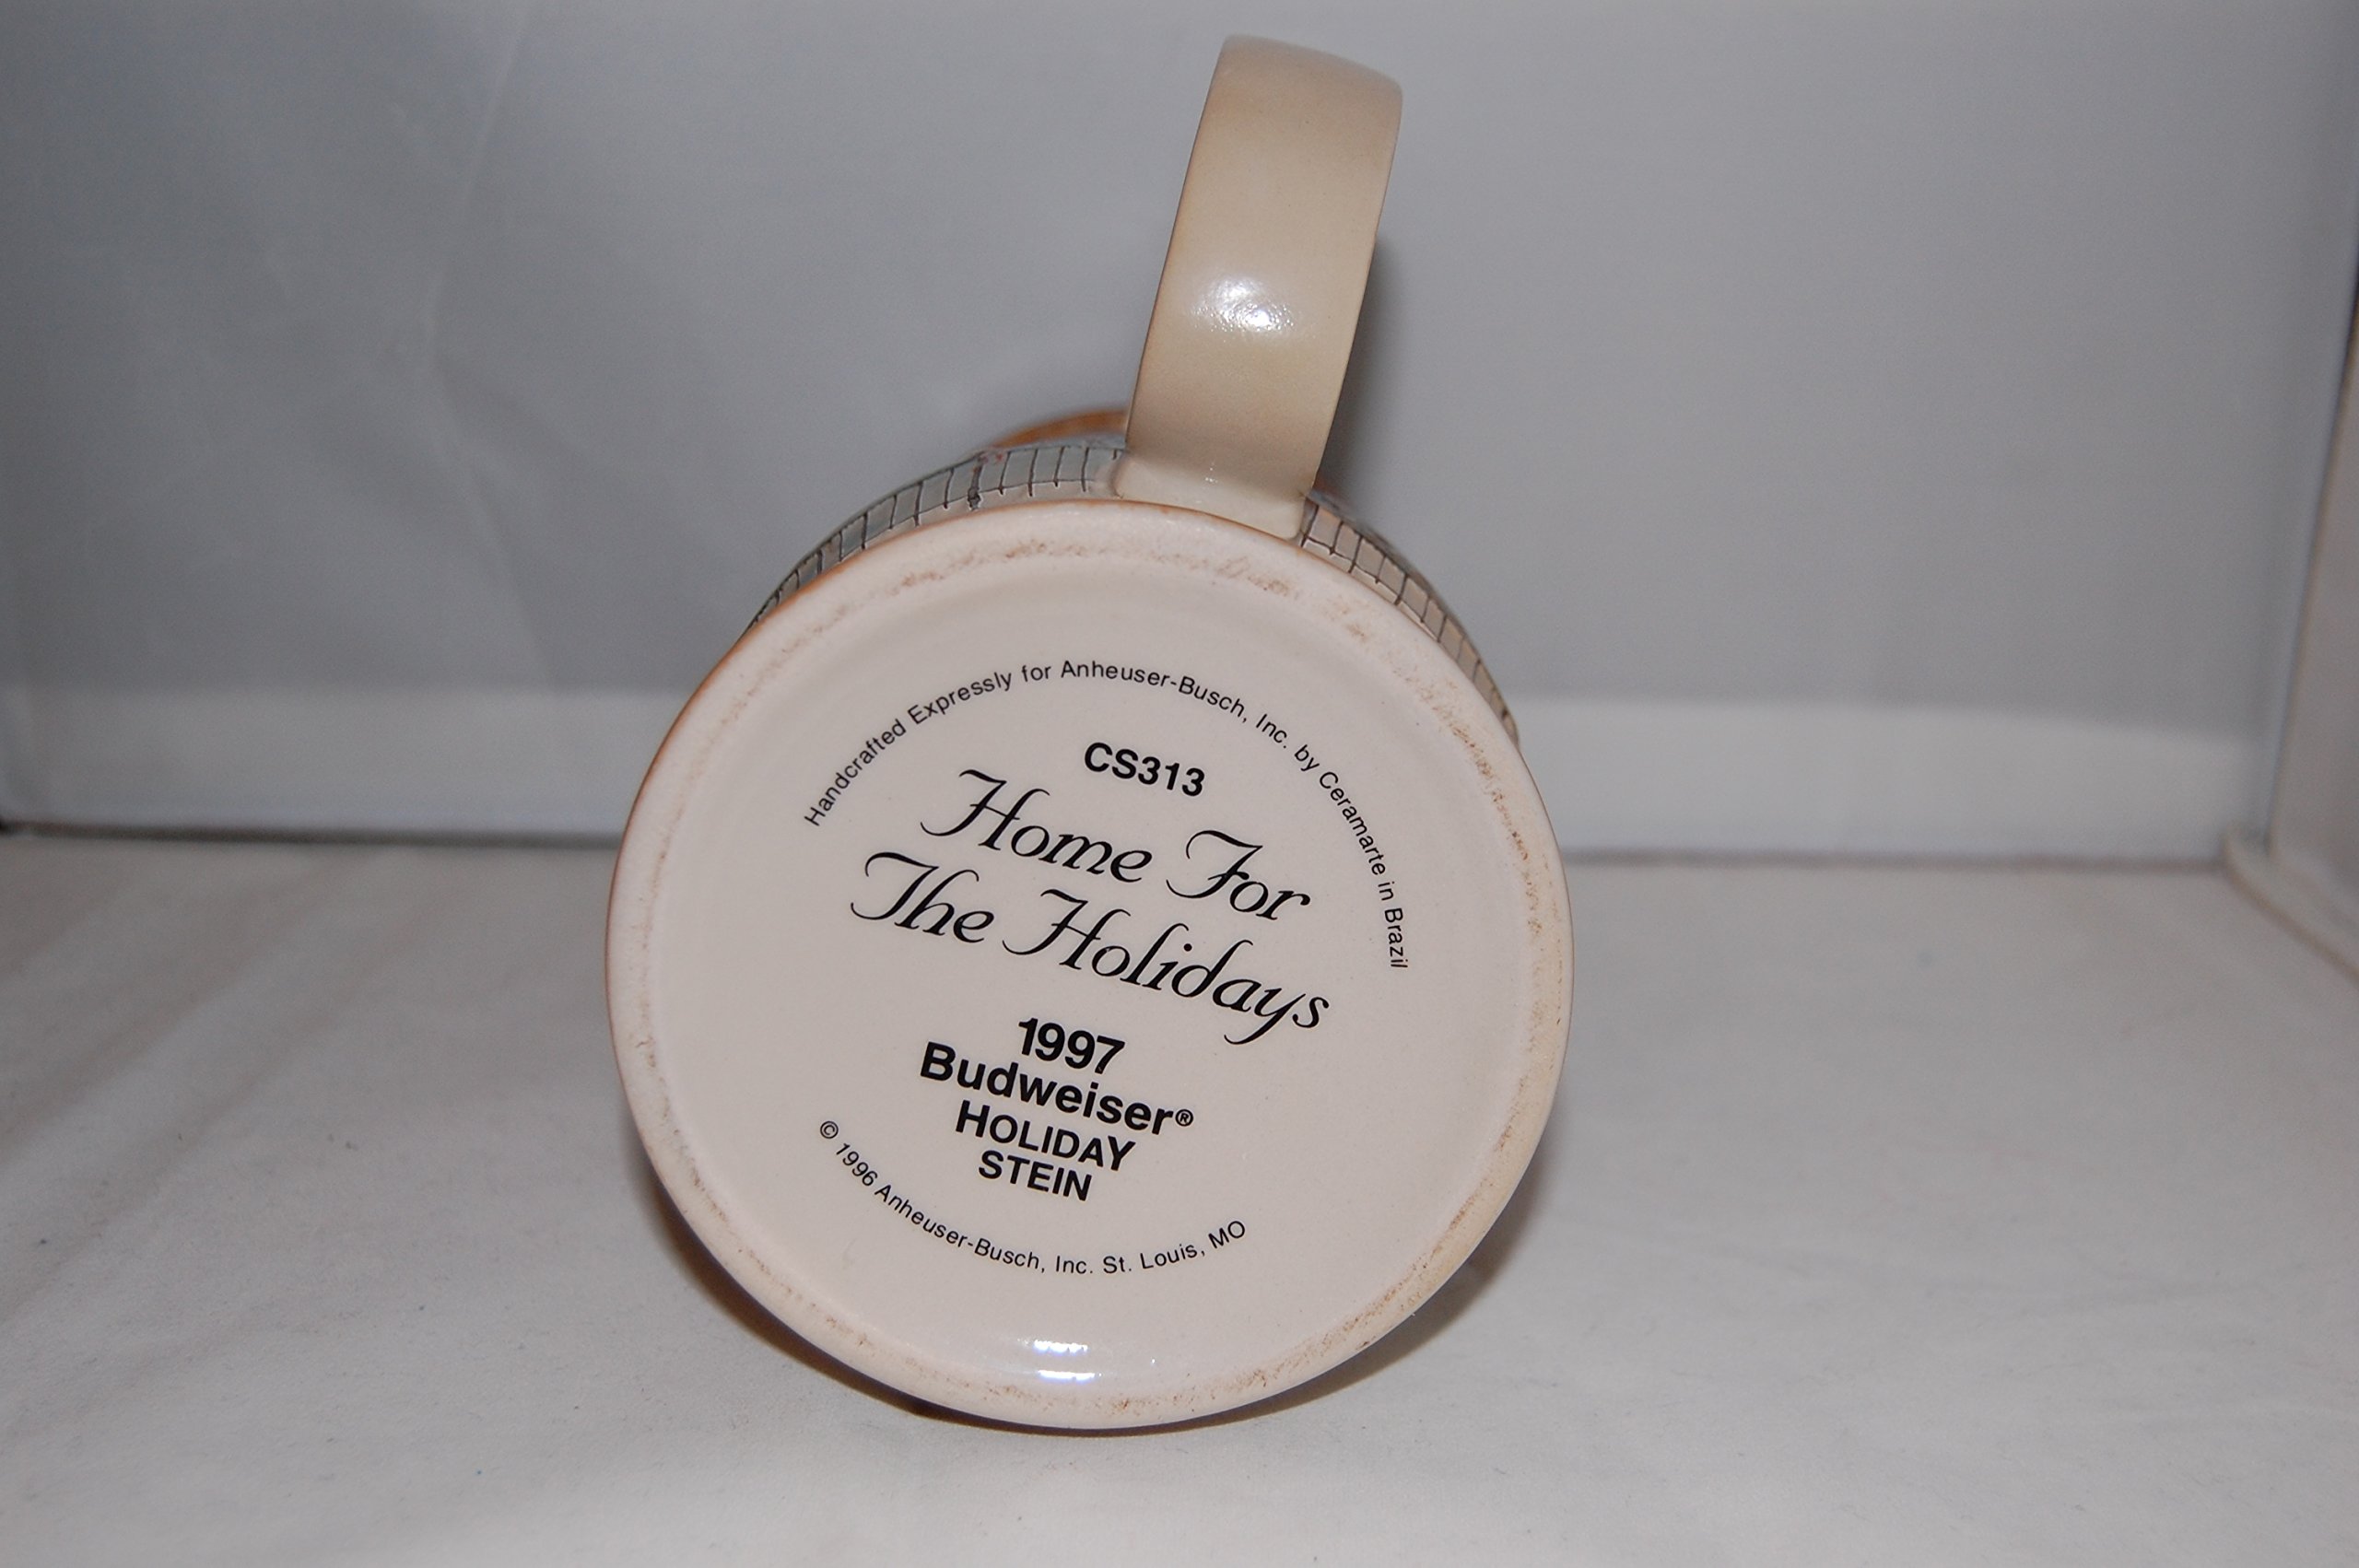 Handcrafted Expressly for Anheuser-Busch, Inc. by Ceramarte in Brazil
CS313
Home For
The Holidays
1997
Budweiser®
HOLIDAY
STEIN
© 1996 Anheuser-Busch, Inc. St. Louis, MO